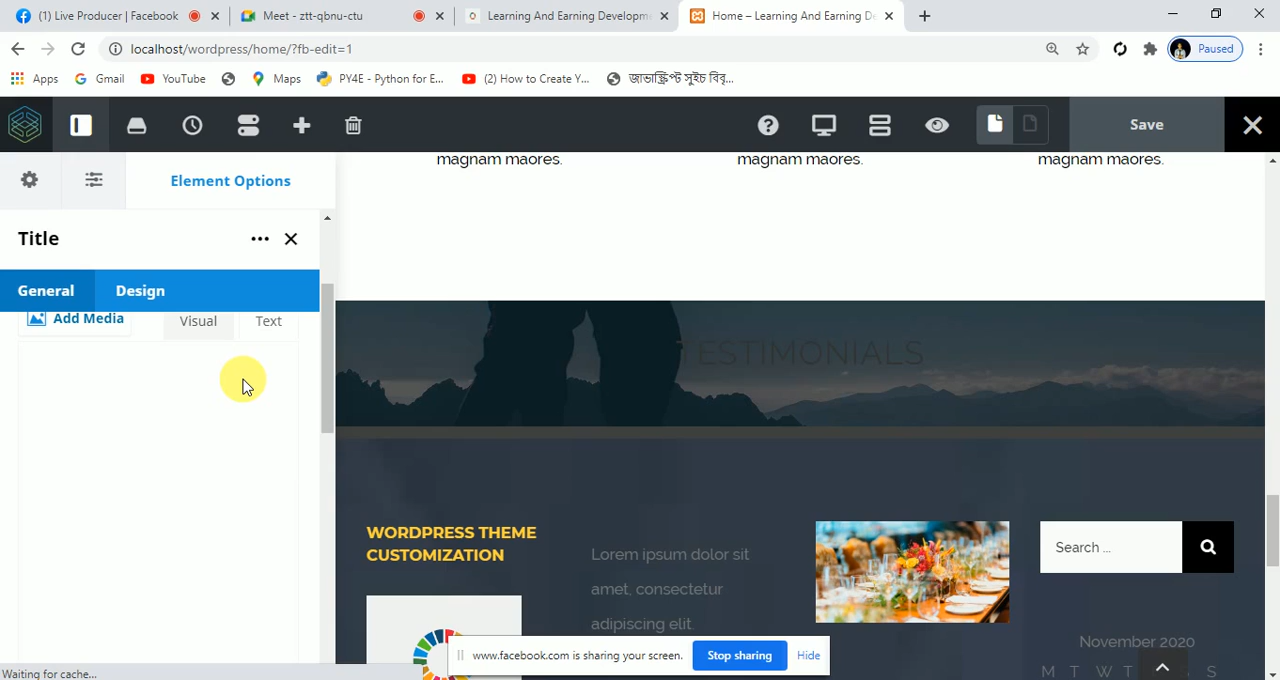 (1) Live Producer | Facebook
Meet - ztt-qbnu-ctu
Learning And Earning Developm
Home – Learning And Earning De
localhost/wordpress/home/?fb-edit=1
Paused
Apps
Gmail
YouTube
Maps
PY4E - Python for E...
(2) How to Create Y...
জাভাস্ক্রিপ্ট সুইচ বিবৃ...
Save
Element Options
magnam maores.
magnam maores.
magnam maores.
Title
General
Design
Add Media
Visual
Text
TESTIMONIALS
WORDPRESS THEME
CUSTOMIZATION
Lorem ipsum dolor sit
amet, consectetur
adipiscing elit.
Search ...
November 2020
M T W T S
www.facebook.com is sharing your screen.
Stop sharing
Hide
Waiting for cache...